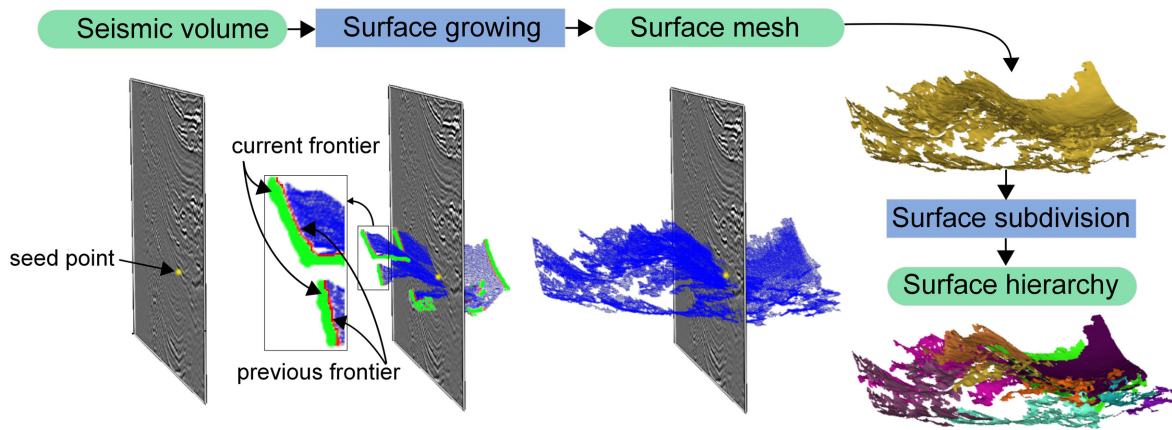 Seismic volume
Surface growing
Surface mesh
current frontier
seed point
previous frontier
Surface subdivision
Surface hierarchy